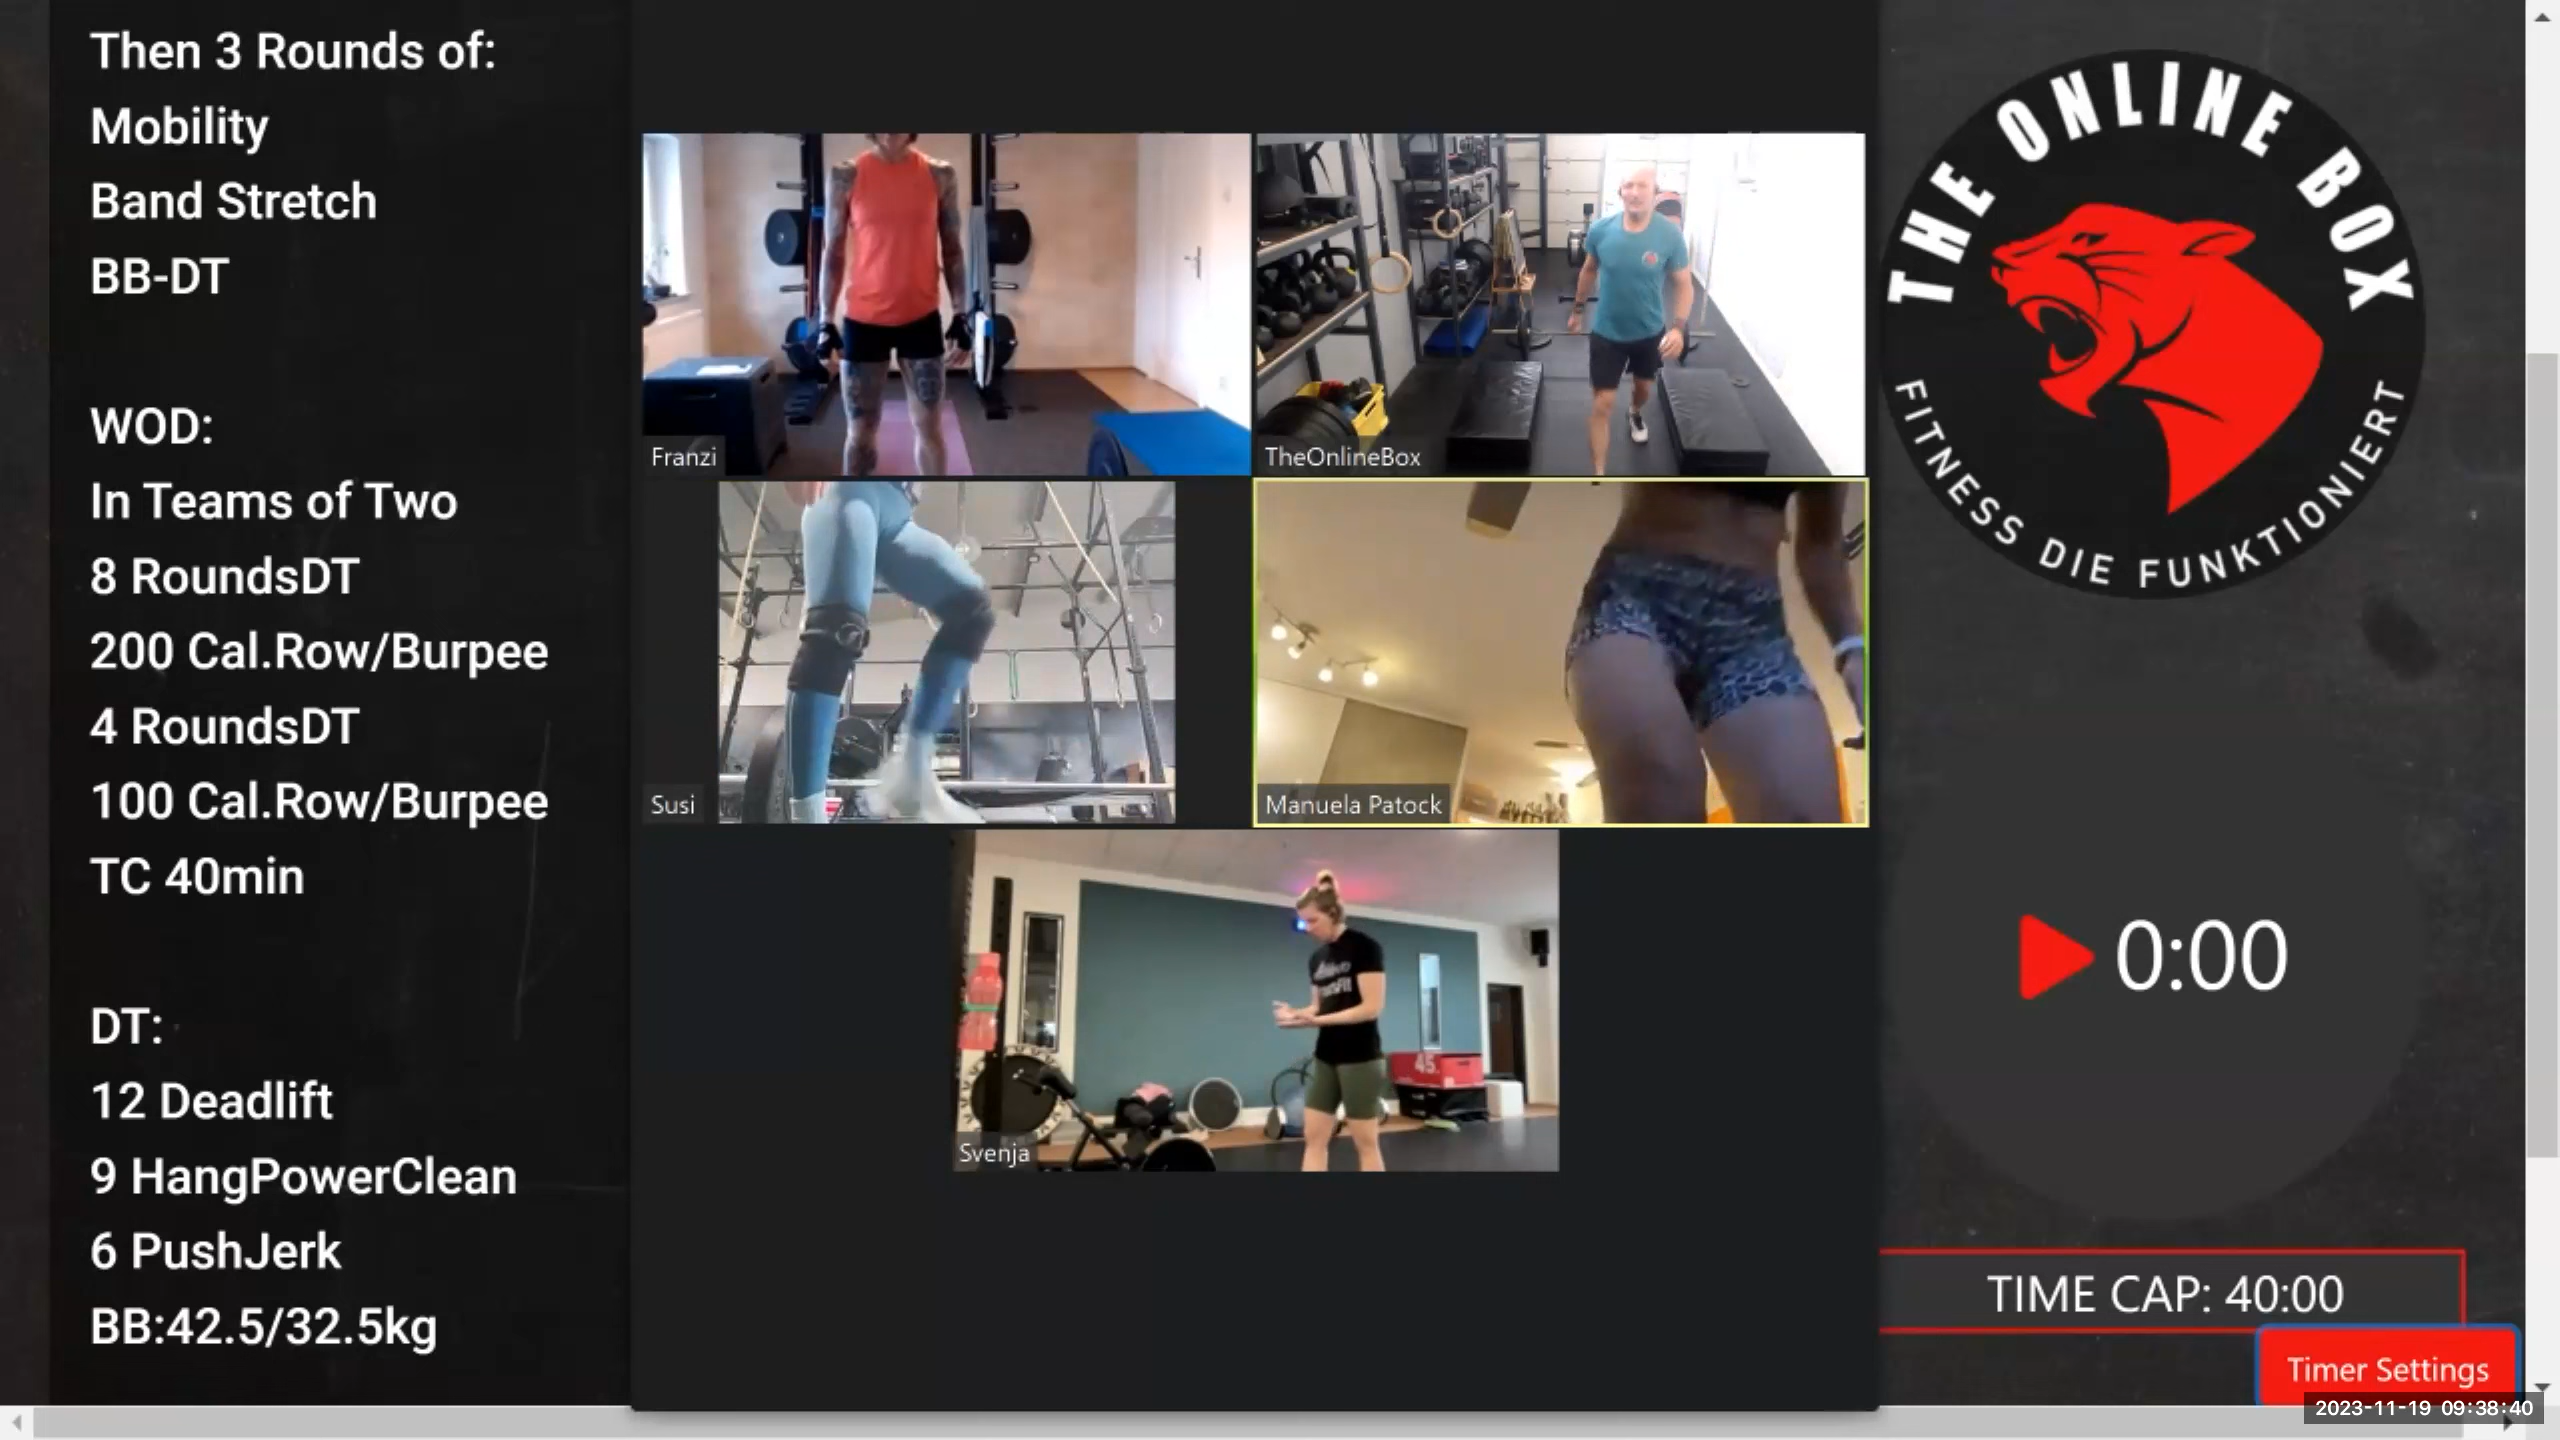 Then 3 Rounds of:
Mobility
Band Stretch
BB-DT
WOD:
In Teams of Two
8 RoundsDT
200 Cal.Row/Burpee
4 RoundsDT
100 Cal.Row/Burpee
TC 40min
DT:
12 Deadlift
9 HangPowerClean
6 PushJerk
BB:42.5/32.5kg
Franzi
TheOnlineBox
Susi
Manuela Patock
45.
Svenja
THE ONLINE BOX
FITNESS DIE FUNKTIONIERT
0:00
TIME CAP: 40:00
Timer Settings
2023-11-19 09:38:40